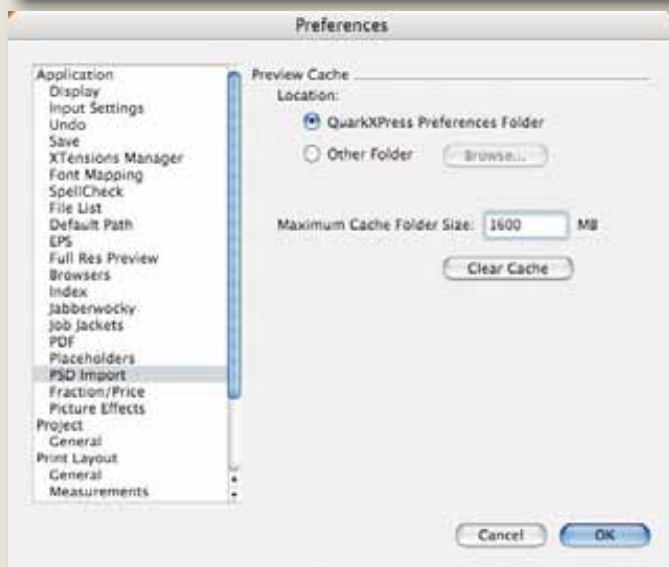 Preferences
Application
Display
Input Settings
Undo
Save
XTensions Manager
Font Mapping
SpellCheck
File List
Default Path
EPS
Full Res Preview
Browsers
Index
Jabberwocky
Job Jackets
PDF
Placeholders
PSD Import
Fraction/Price
Picture Effects
Project
General
Print Layout
General
Measurements
Preview Cache
Location:
QuarkXPress Preferences Folder
Other Folder
Browse...
Maximum Cache Folder Size: 1600 MB
Clear Cache
Cancel
OK